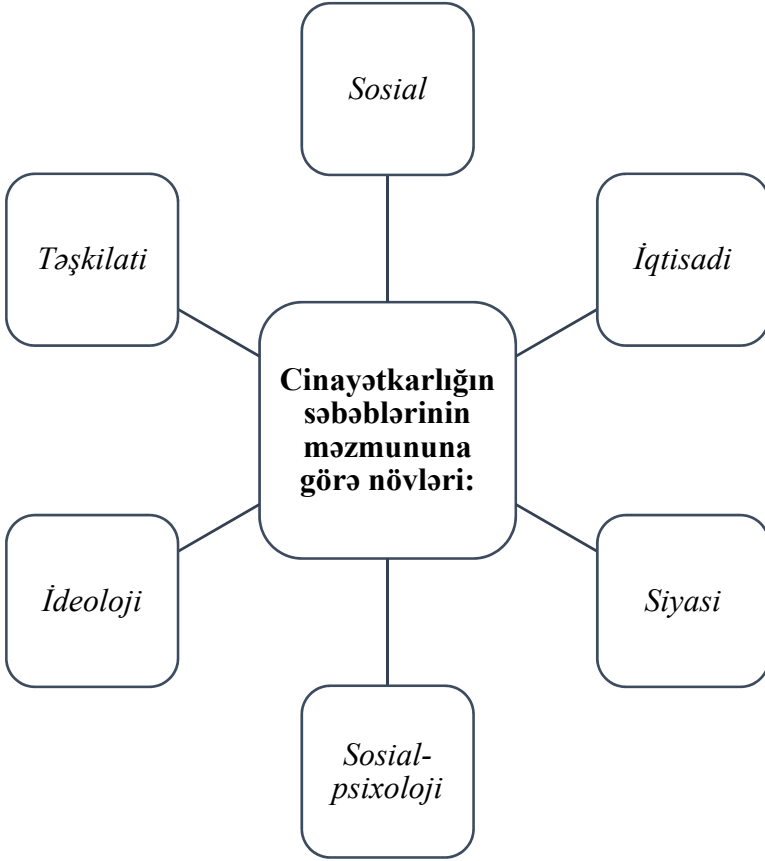 Sosial
İqtisadi
Siyasi
Sosial-
psixoloji
İdeoloji
Təşkilati
Cinayətkarlığın
səbəblərinin
məzmununa
görə növləri: